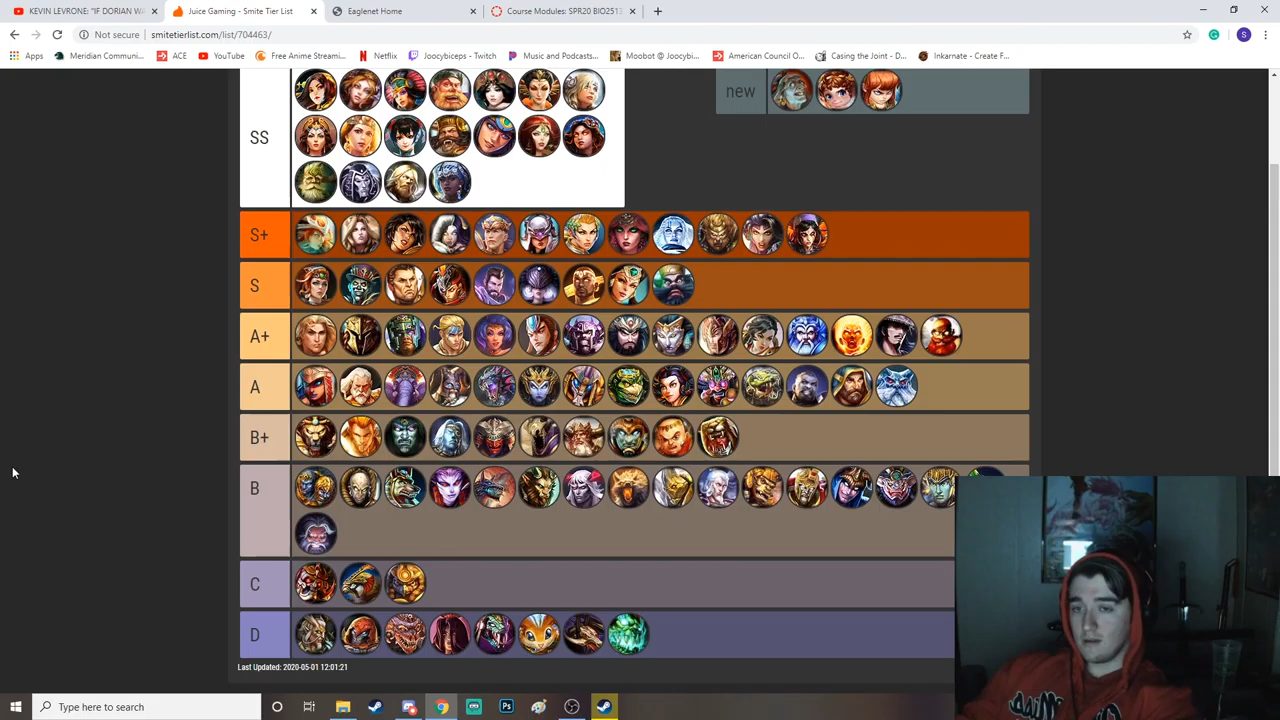 KEVIN LEVRONE: "IF DORIAN WA
Juice Gaming - Smite Tier List
Eaglenet Home
Course Modules: SPR20 BIO2513
Not secure
smitetierlist.com/list/704463/
Apps
Meridian Communi...
ACE
YouTube
Free Anime Streami...
Netflix
Joocybiceps - Twitch
Music and Podcasts...
Moobot @ Joocybi...
American Council O...
Casing the Joint - D...
Inkarnate - Create F...
new
SS
S+
S
A+
A
B+
B
C
D
Last Updated: 2020-05-01 12:01:21
Type here to search